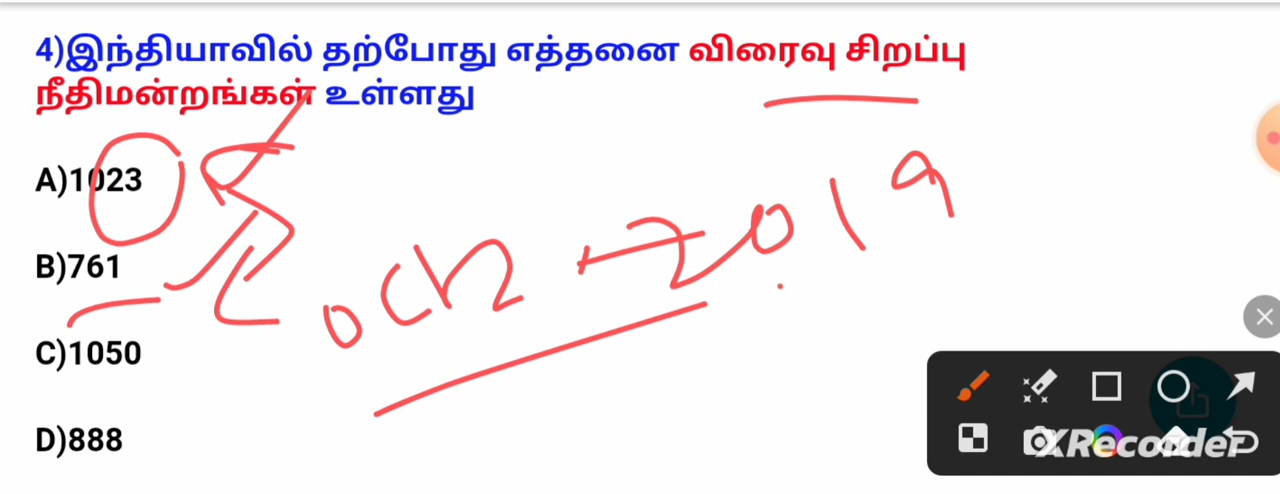 4)இந்தியாவில் தற்போது எத்தனை விரைவு சிறப்பு
நீதிமன்றங்கள் உள்ளது
A)1023
B)761
2019
C)1050
D)888
XRecorder